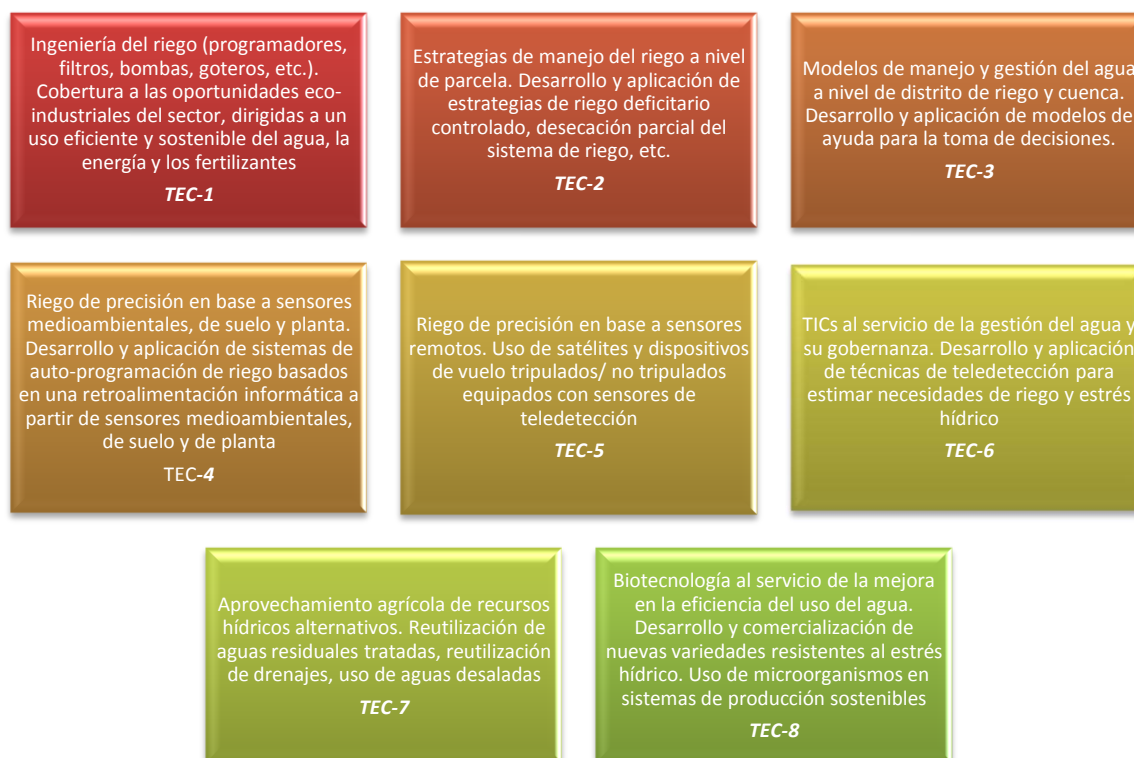 Ingeniería del riego (programadores,
filtros, bombas, goteros, etc.).
Cobertura a las oportunidades eco-
industriales del sector, dirigidas a un
uso eficiente y sostenible del agua, la
energía y los fertilizantes
TEC-1
Estrategias de manejo del riego a nivel
de parcela. Desarrollo y aplicación de
estrategias de riego deficitario
controlado, desecación parcial del
sistema de riego, etc.
TEC-2
Modelos de manejo y gestión del agua
a nivel de distrito de riego y cuenca.
Desarrollo y aplicación de modelos de
ayuda para la toma de decisiones.
TEC-3
Riego de precisión en base a sensores
medioambientales, de suelo y planta.
Desarrollo y aplicación de sistemas de
auto-programación de riego basados
en una retroalimentación informática a
partir de sensores medioambientales,
de suelo y de planta
TEC-4
Riego de precisión en base a sensores
remotos. Uso de satélites y dispositivos
de vuelo tripulados/ no tripulados
equipados con sensores de
teledetección
TEC-5
TICs al servicio de la gestión del agua y
su gobernanza. Desarrollo y aplicación
de técnicas de teledetección para
estimar necesidades de riego y estrés
hídrico
TEC-6
Aprovechamiento agrícola de recursos
hídricos alternativos. Reutilización de
aguas residuales tratadas, reutilización
de drenajes, uso de aguas desaladas
TEC-7
Biotecnología al servicio de la mejora
en la eficiencia del uso del agua.
Desarrollo y comercialización de
nuevas variedades resistentes al estrés
hídrico. Uso de microorganismos en
sistemas de producción sostenibles
TEC-8